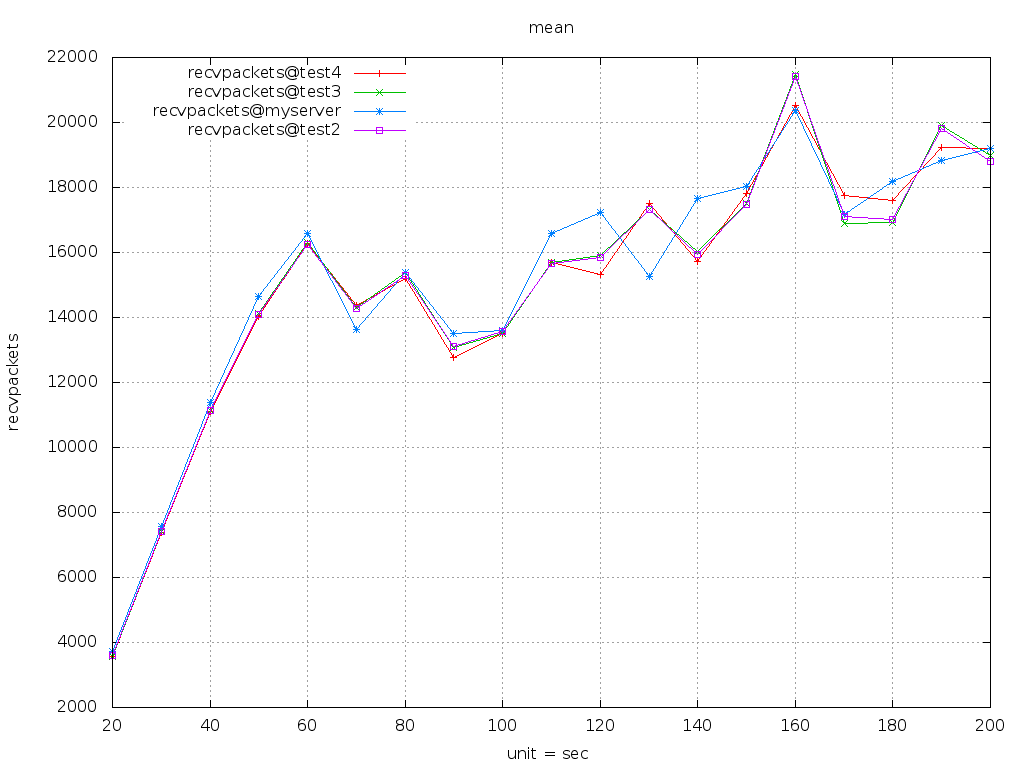 mean
22000
20000
18000
16000
14000
12000
10000
8000
6000
4000
2000
recvpackets
recvpackets@test4
recvpackets@test3
recvpackets@myserver
recvpackets@test2
20 40 60 80 100 120 140 160 180 200
unit = sec